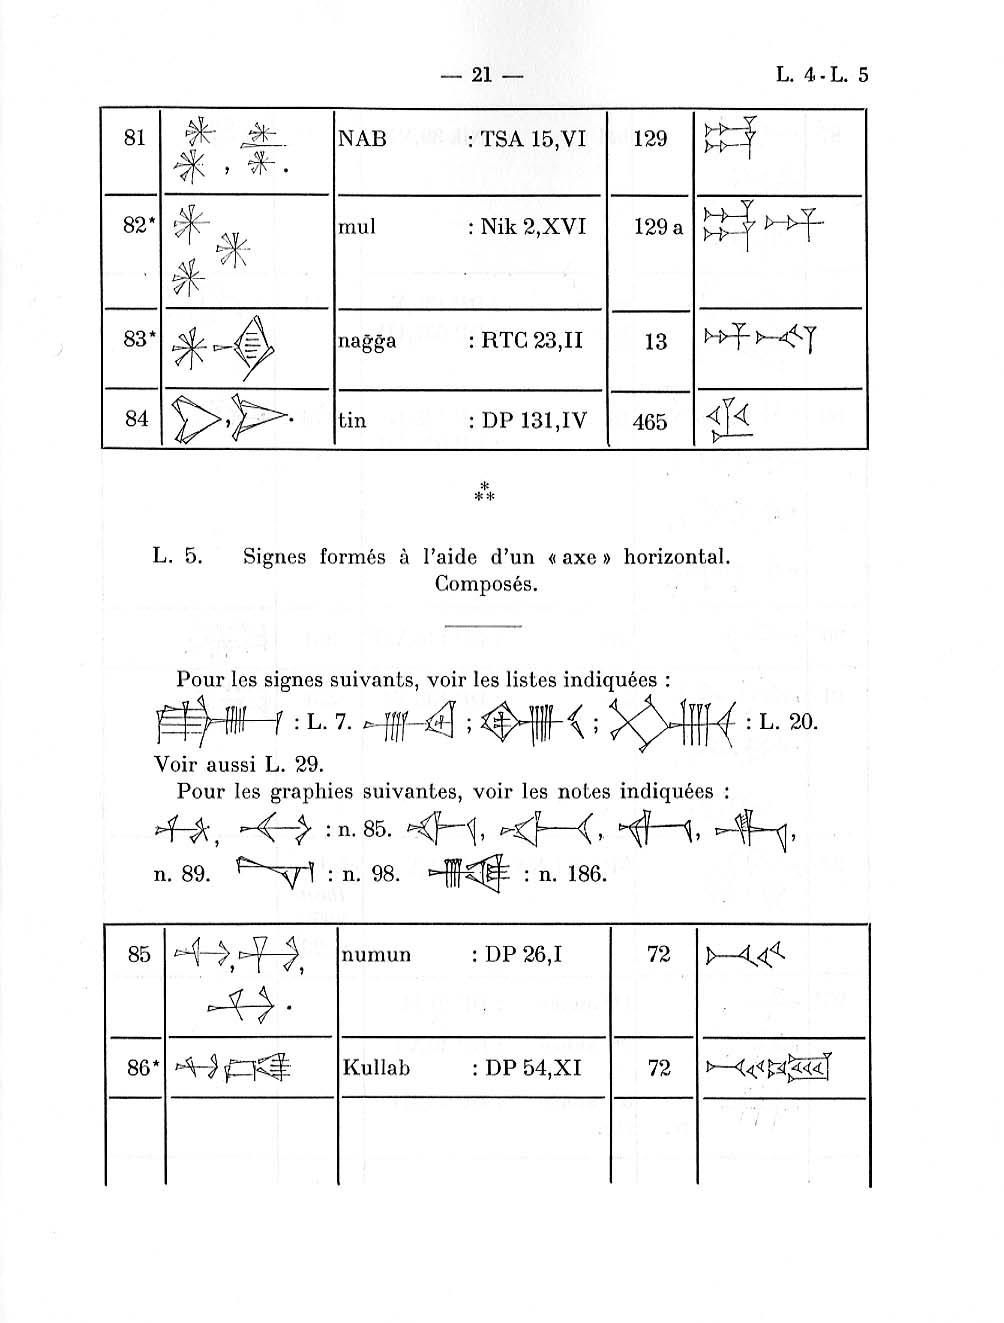 — 21 — L. 4 - L. 5
81 NAB : TSA 15,VI 129
82* mul : Nik 2,XVI 129 a
83* nağğa : RTC 23,II 13
84 tin : DP 131,IV 465
*
**
L. 5. Signes formés à l'aide d'un « axe » horizontal.
Composés.
Pour les signes suivants, voir les listes indiquées :
: L. 7. ; ; : L. 20.
Voir aussi L. 29.
Pour les graphies suivantes, voir les notes indiquées :
, : n. 85. , , , ,
n. 89. : n. 98. : n. 186.
85 numun : DP 26,I 72
86* Kullab : DP 54,XI 72